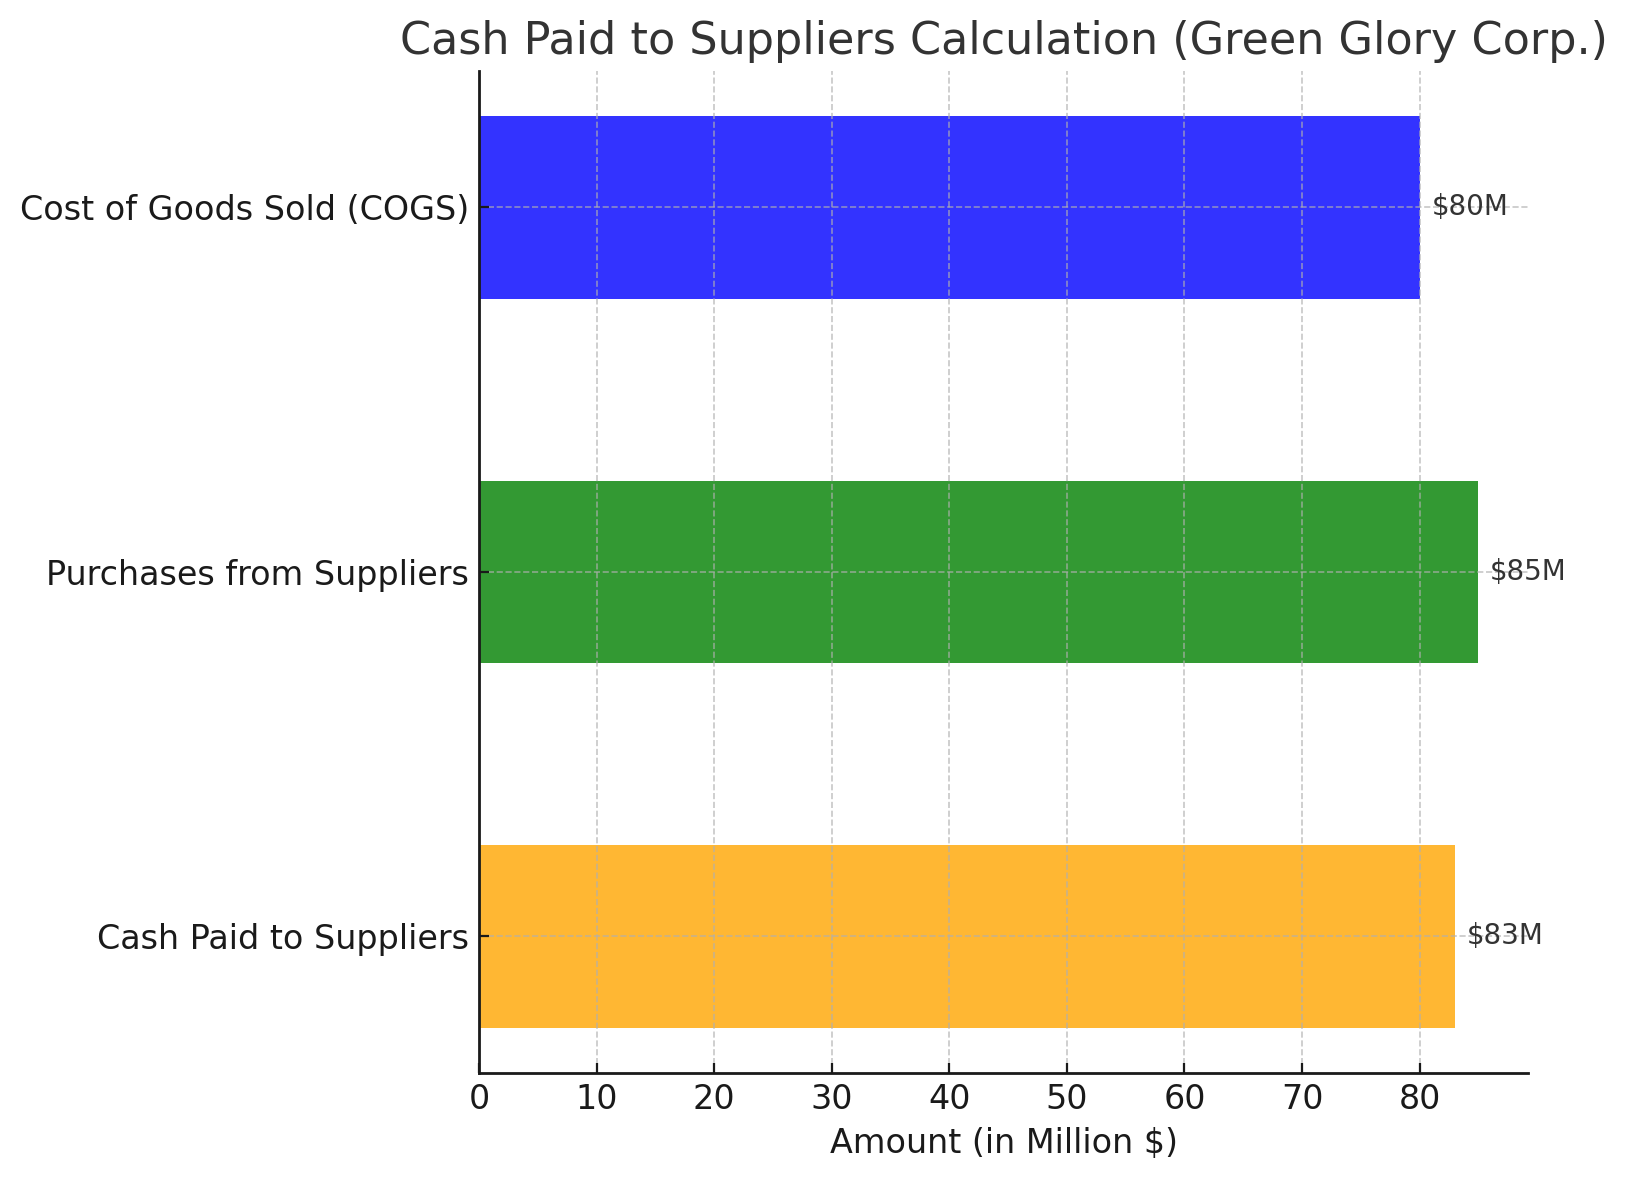 Cash Paid to Suppliers Calculation (Green Glory Corp.)
Cost of Goods Sold (COGS)
$80M
Purchases from Suppliers
$85M
Cash Paid to Suppliers
$83M
0 10 20 30 40 50 60 70 80
Amount (in Million $)